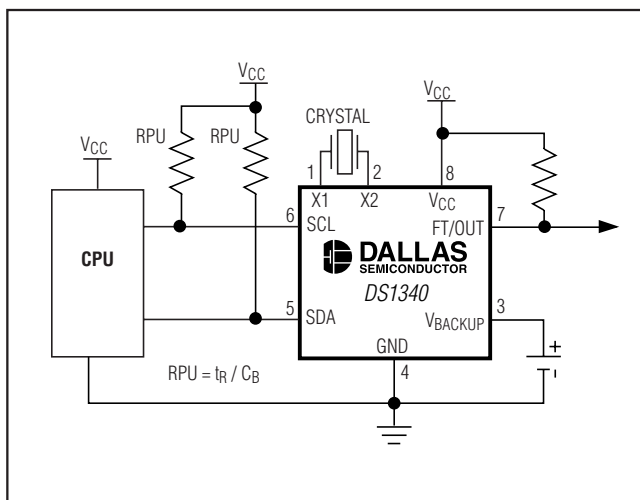 VCC
VCC
CRYSTAL
RPU
RPU
VCC
1
2
8
X1
X2
VCC
6
SCL
FT/OUT
7
CPU
DALLAS
SEMICONDUCTOR
DS1340
5
SDA
VBACKUP
3
+
-
GND
4
RPU = tR / CB